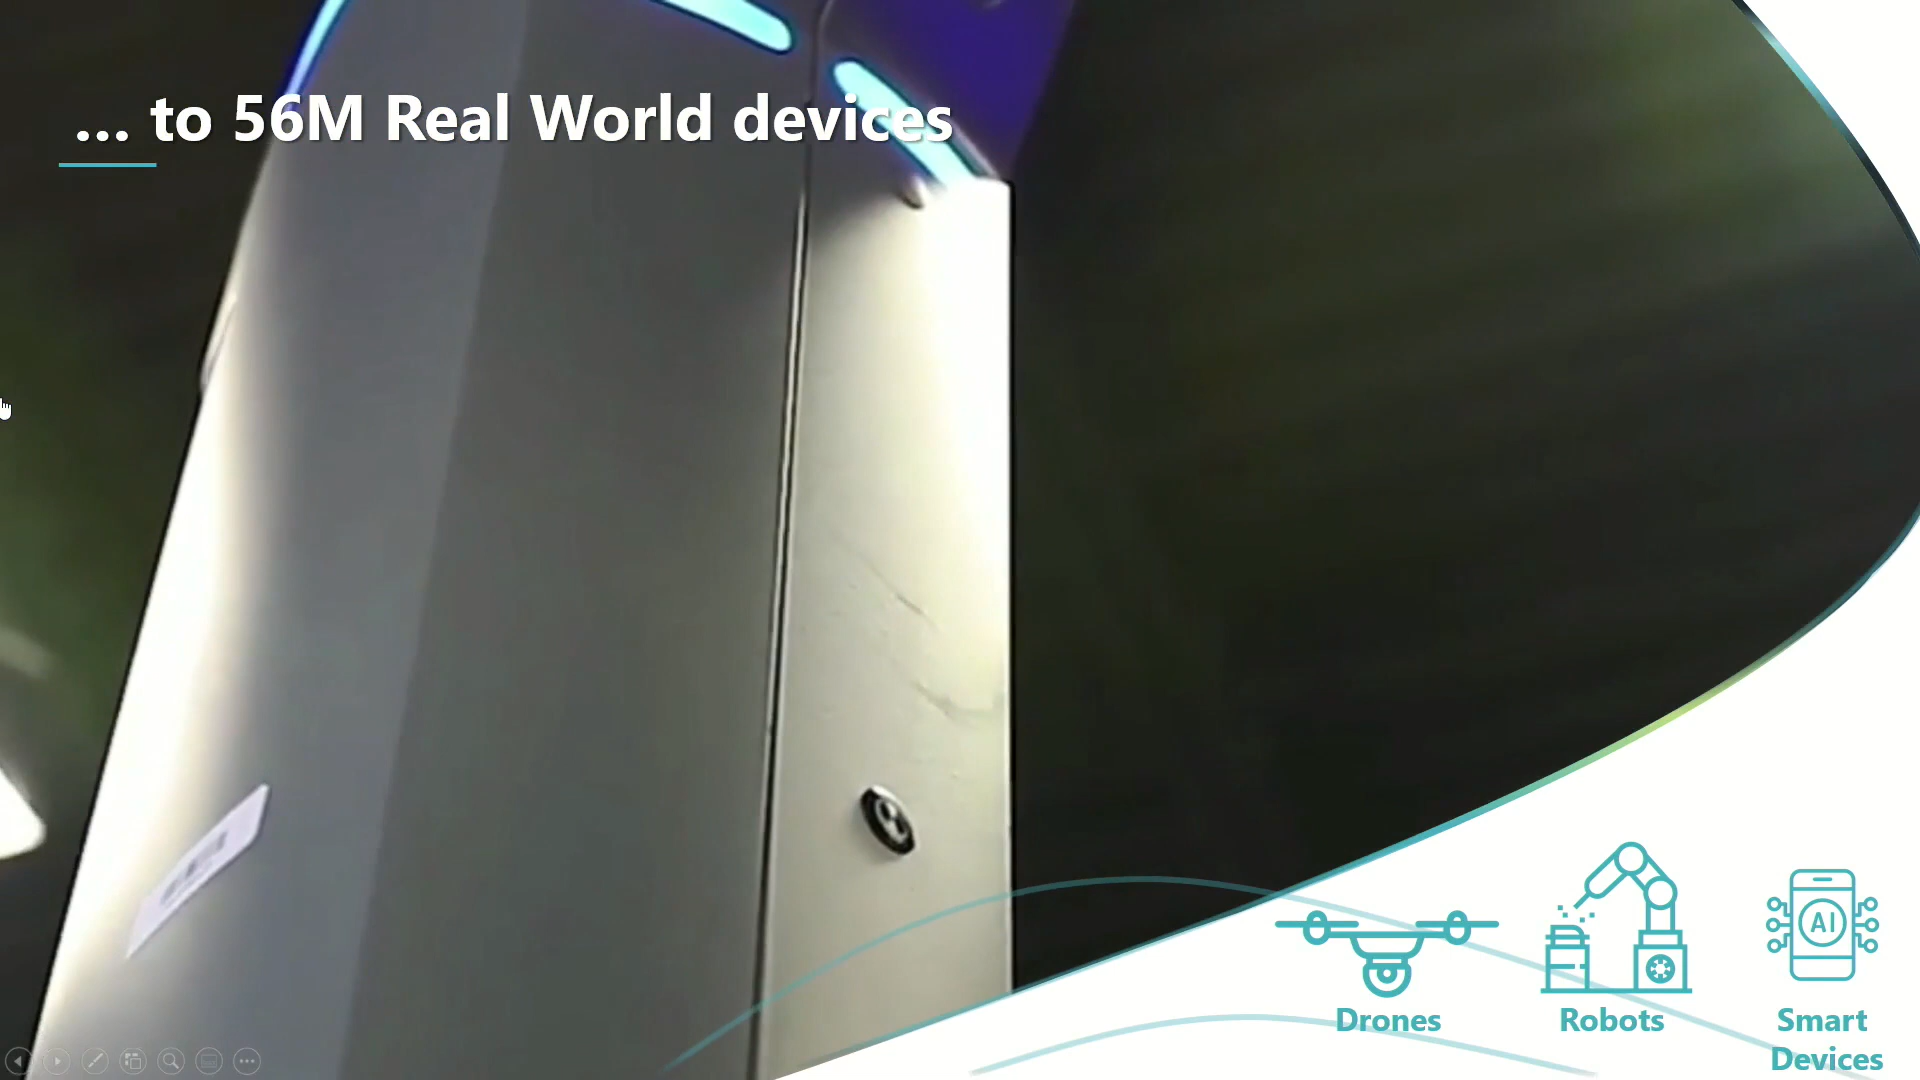 ... to 56M Real World devices
AI
Drones
Robots
Smart
Devices